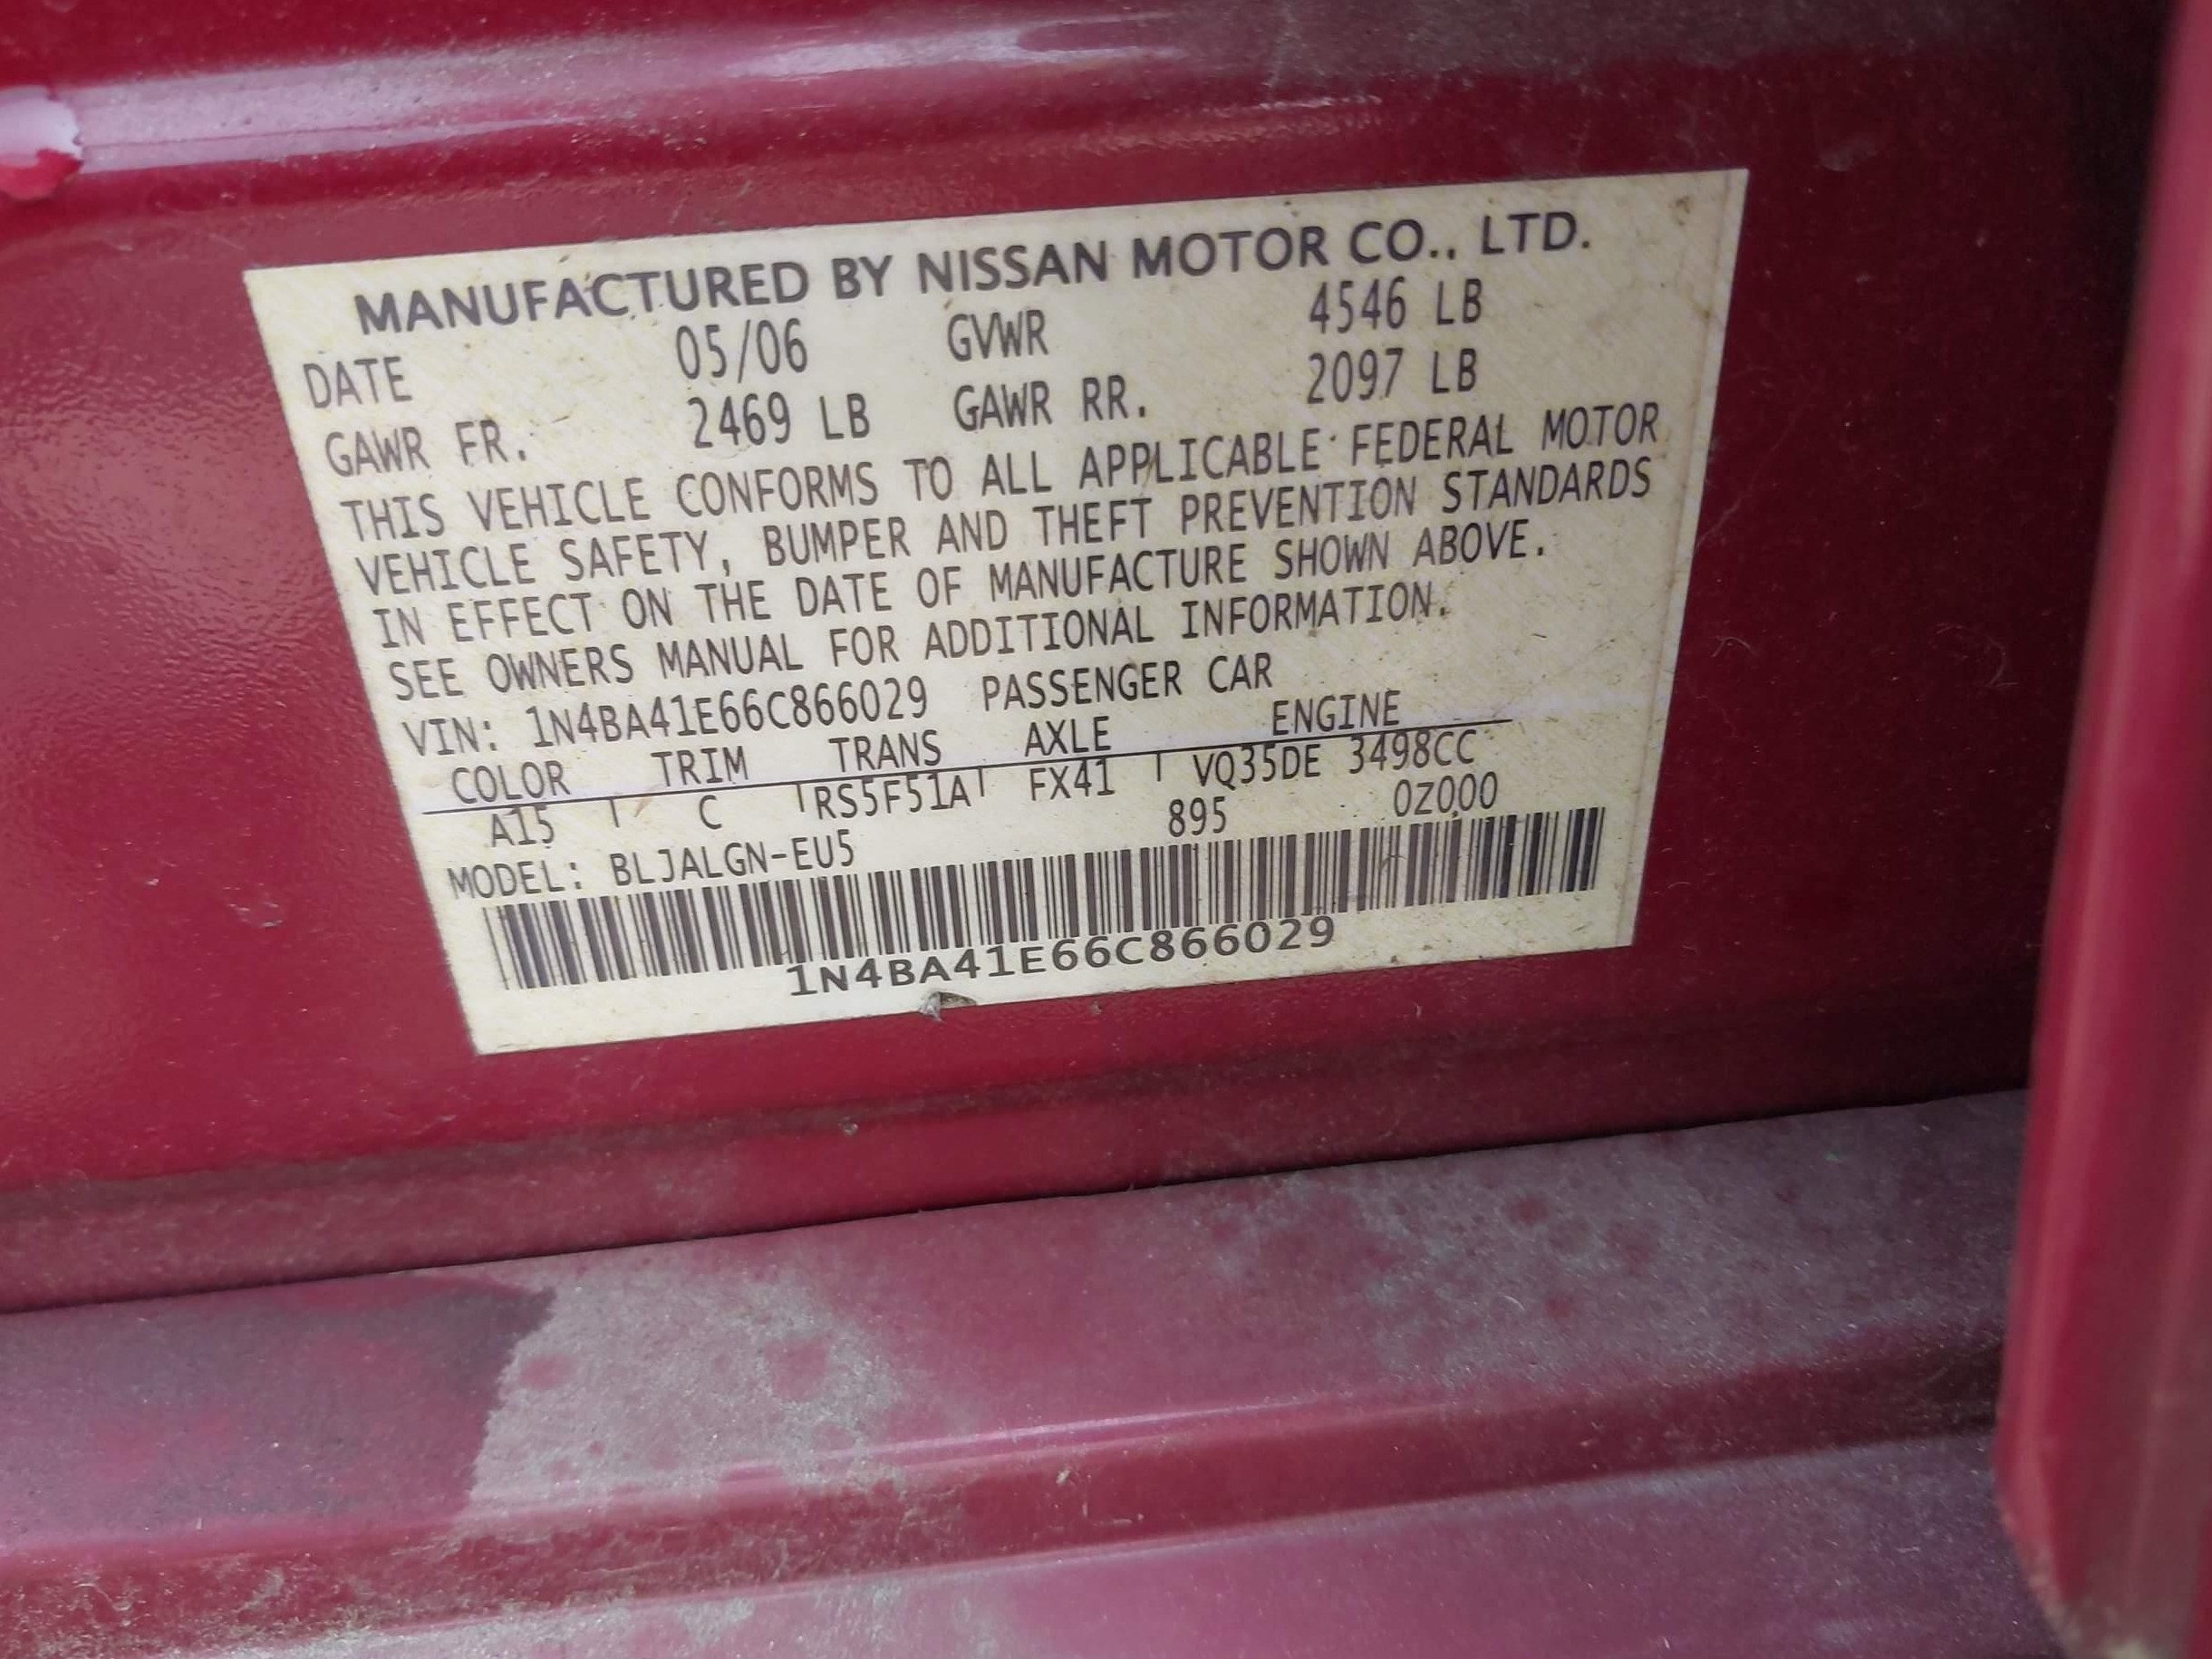 MANUFACTURED BY NISSAN MOTOR CO., LTD.
DATE 05/06 GVWR 4546 LB
GAWR FR. 2469 LB GAWR RR. 2097 LB
THIS VEHICLE CONFORMS TO ALL APPLICABLE FEDERAL MOTOR
VEHICLE SAFETY, BUMPER AND THEFT PREVENTION STANDARDS
IN EFFECT ON THE DATE OF MANUFACTURE SHOWN ABOVE.
SEE OWNERS MANUAL FOR ADDITIONAL INFORMATION.
VIN: 1N4BA41E66C866029 PASSENGER CAR
COLOR TRIM TRANS AXLE ENGINE
A15 C RS5F51A FX41 VQ35DE 3498CC
MODEL: BLJALGN-EU5 895 0Z000
1N4BA41E66C866029